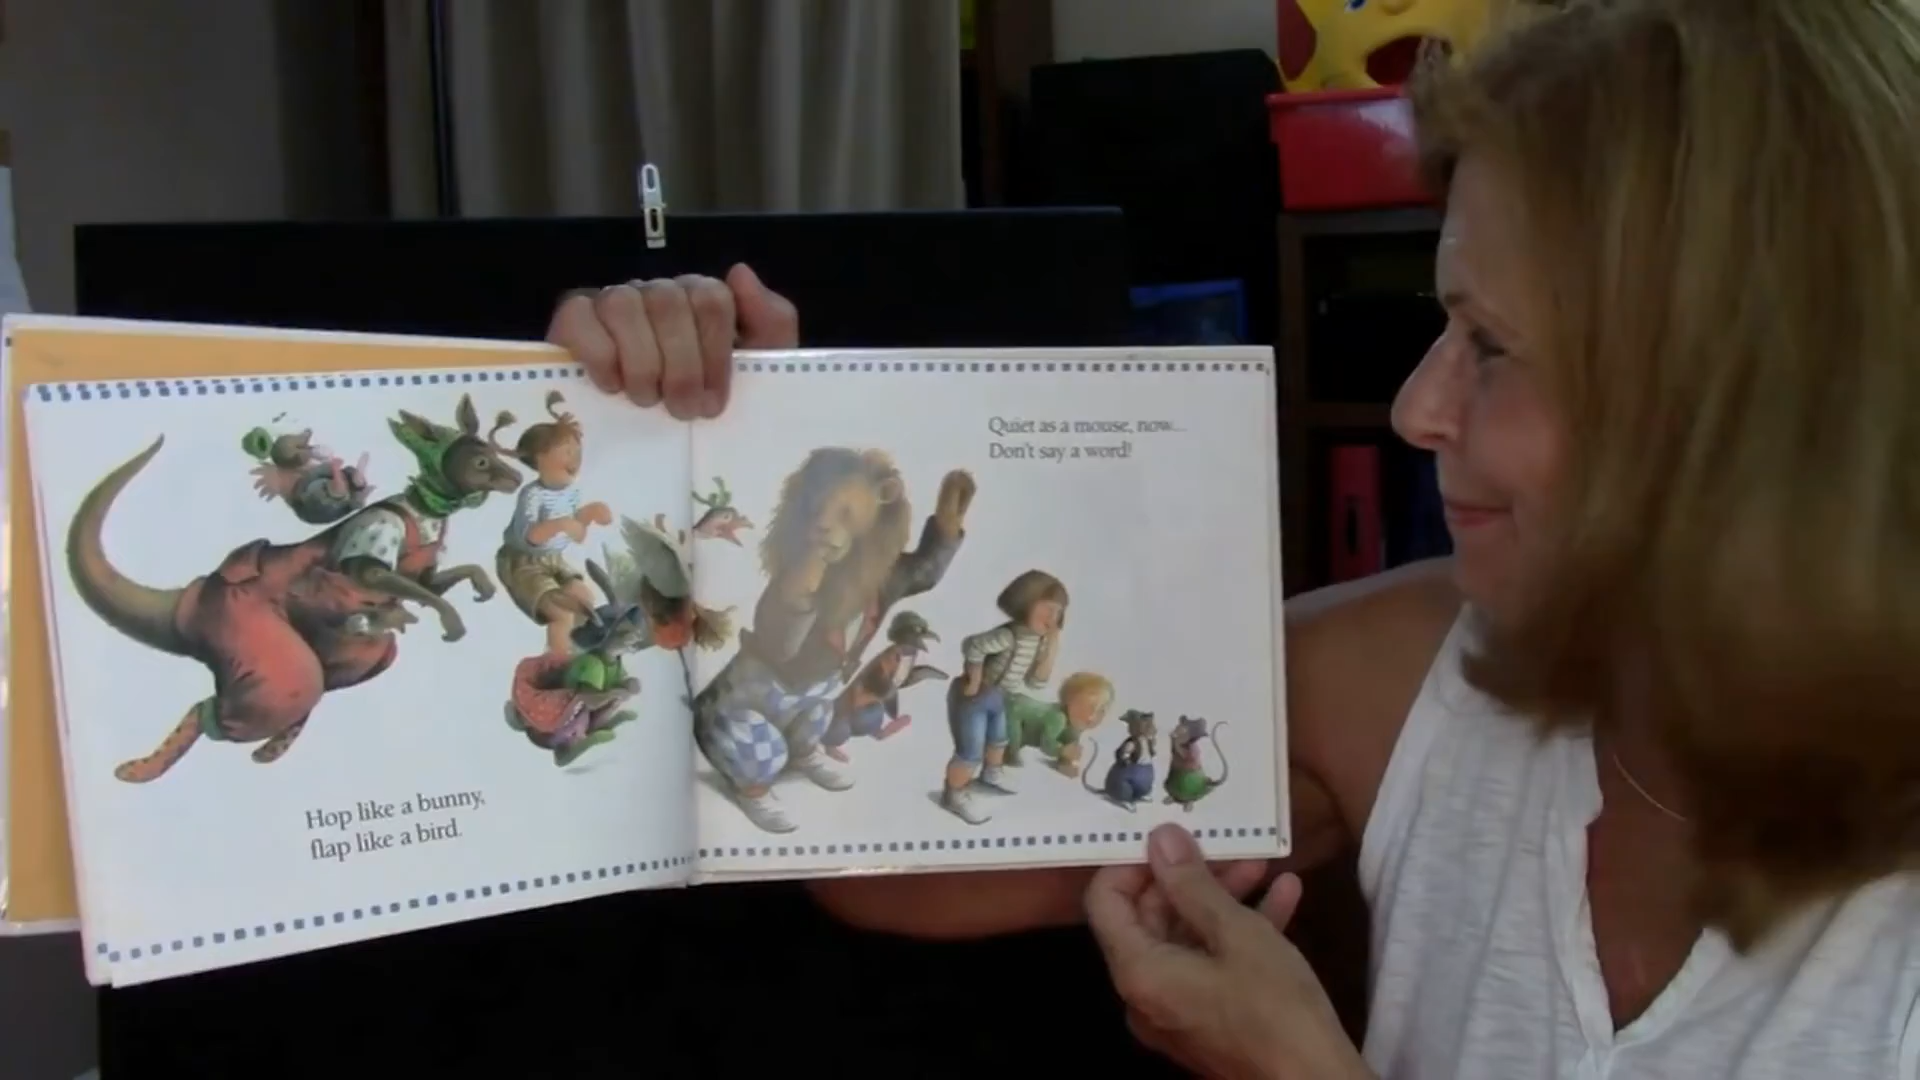 Hop like a bunny,
flap like a bird.
Quiet as a mouse, now...
Don't say a word!